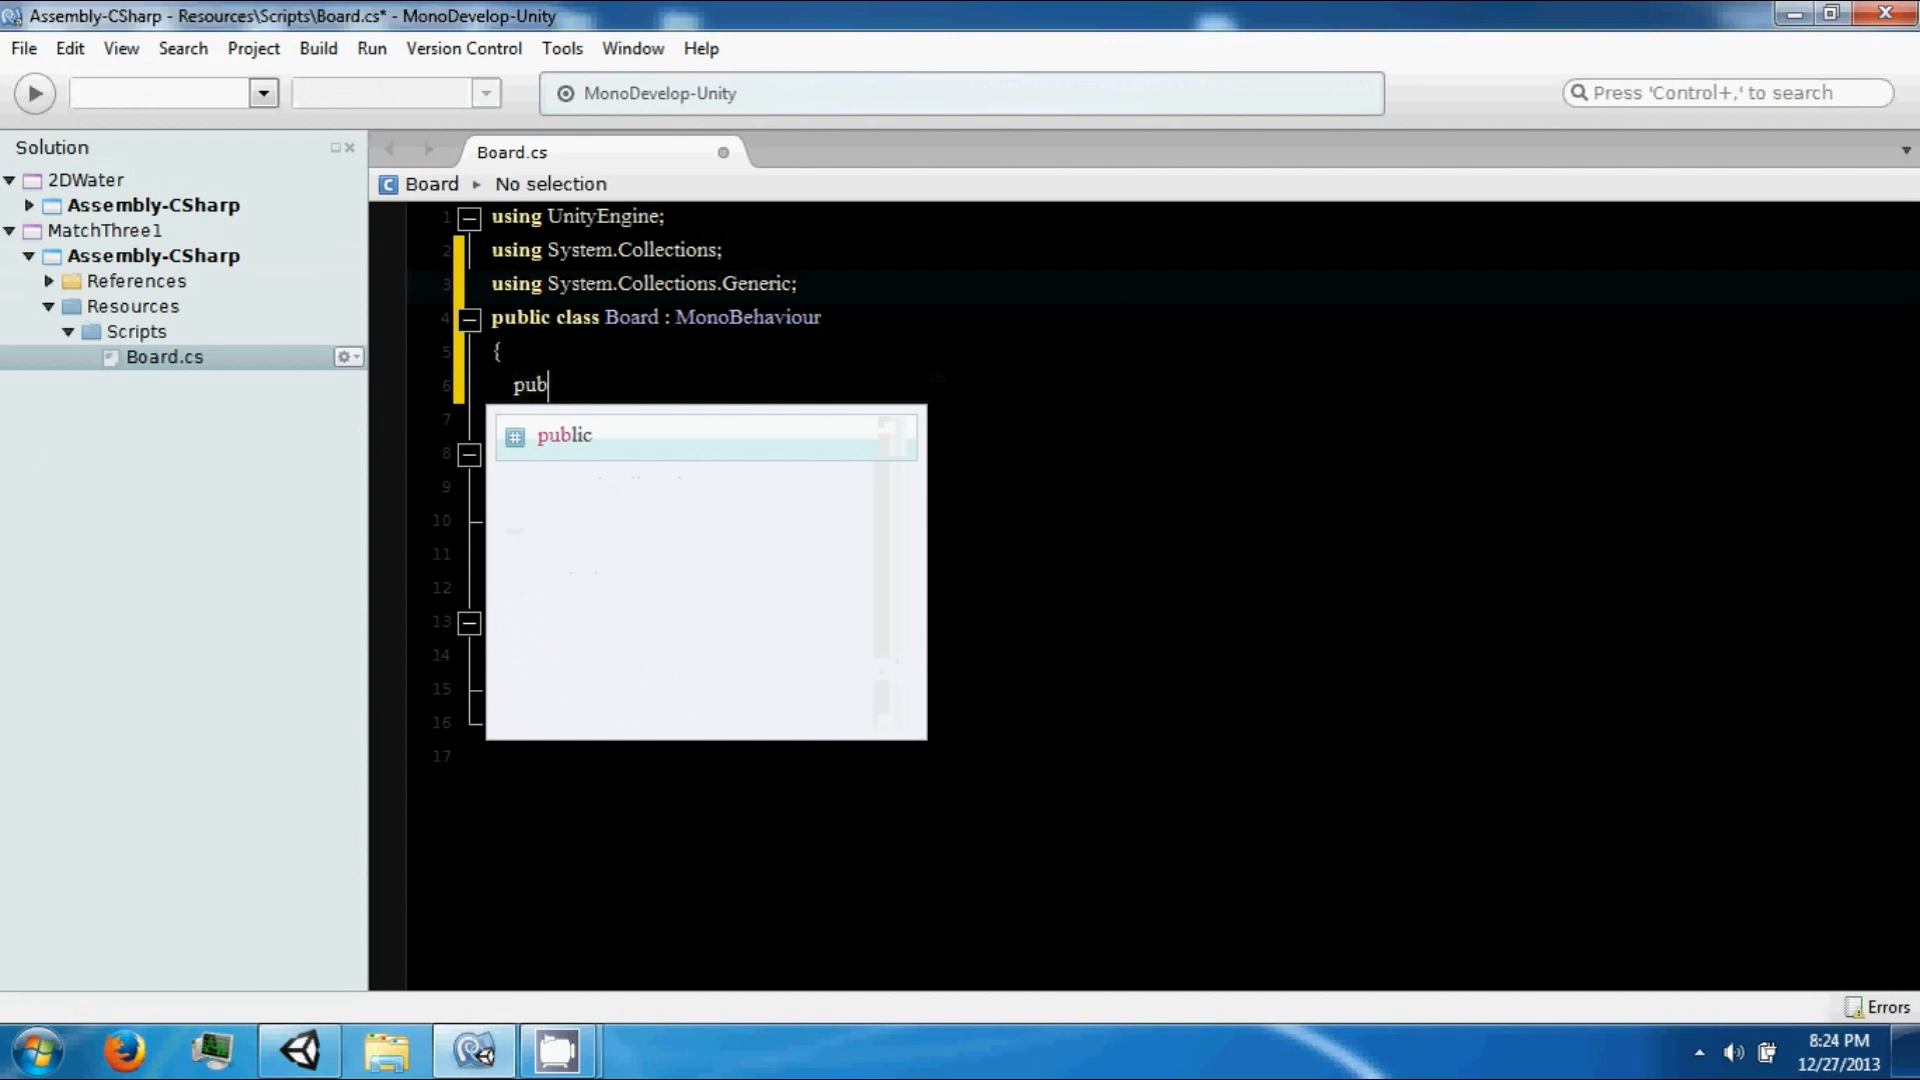 Assembly-CSharp - Resources\Scripts\Board.cs* - MonoDevelop-Unity
File Edit View Search Project Build Run Version Control Tools Window Help
MonoDevelop-Unity
Press 'Control+,' to search
Solution
2DWater
Assembly-CSharp
MatchThree1
Assembly-CSharp
References
Resources
Scripts
Board.cs
Board.cs
Board No selection
1 using UnityEngine;
2 using System.Collections;
3 using System.Collections.Generic;
4 public class Board : MonoBehaviour
5 {
6 pub
7
public
8
9
10
11
12
13
14
15
16
17
Errors
8:24 PM
12/27/2013